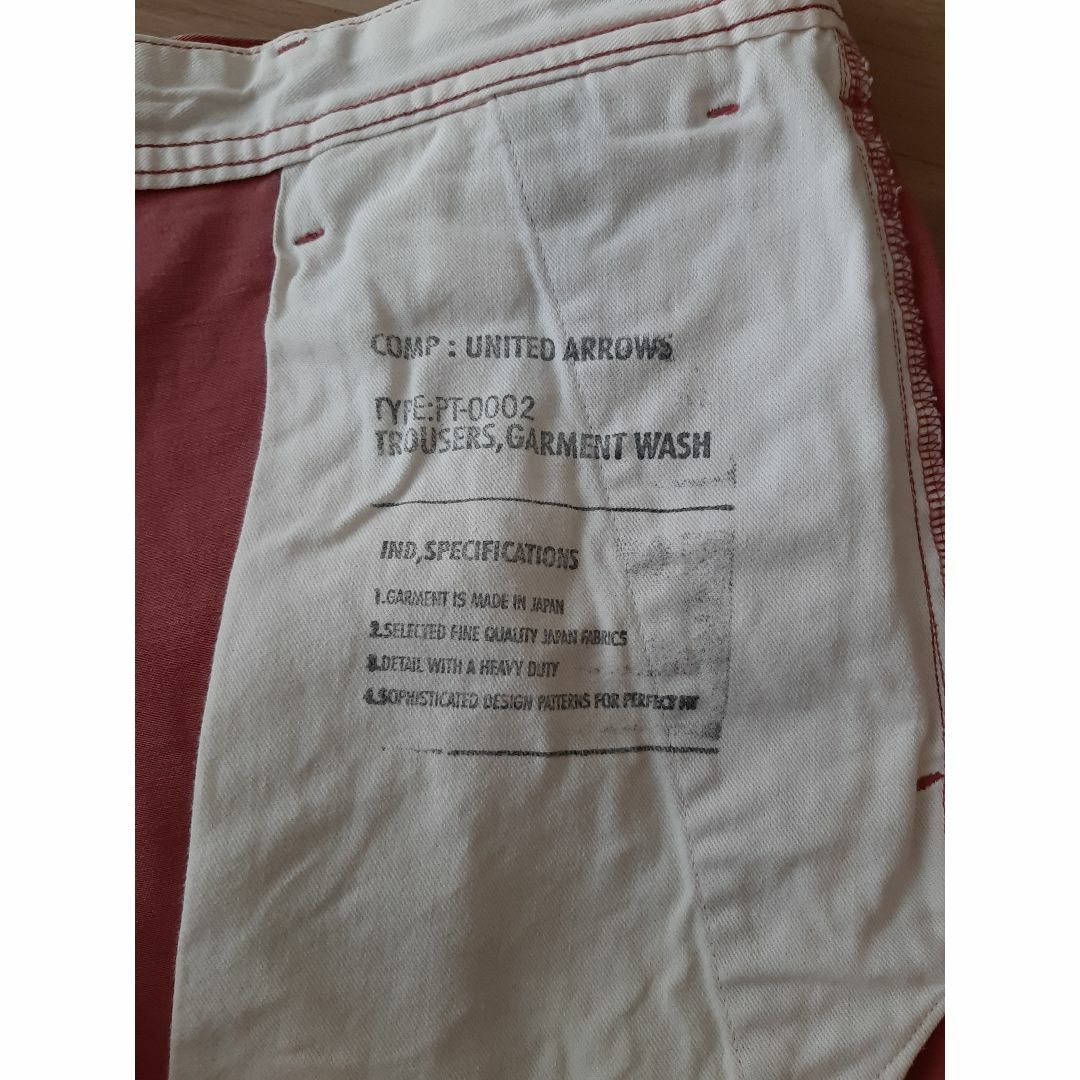 COMP : UNITED ARROWS
TYPE:PT-0002
TROUSERS,GARMENT WASH
IND,SPECIFICATIONS
1.GARMENT IS MADE IN JAPAN
2.SELECTED FINE QUALITY JAPAN FABRICS
3.DETAIL WITH A HEAVY DUTY
4.SOPHISTICATED DESIGN PATTERNS FOR PERFECT FIT